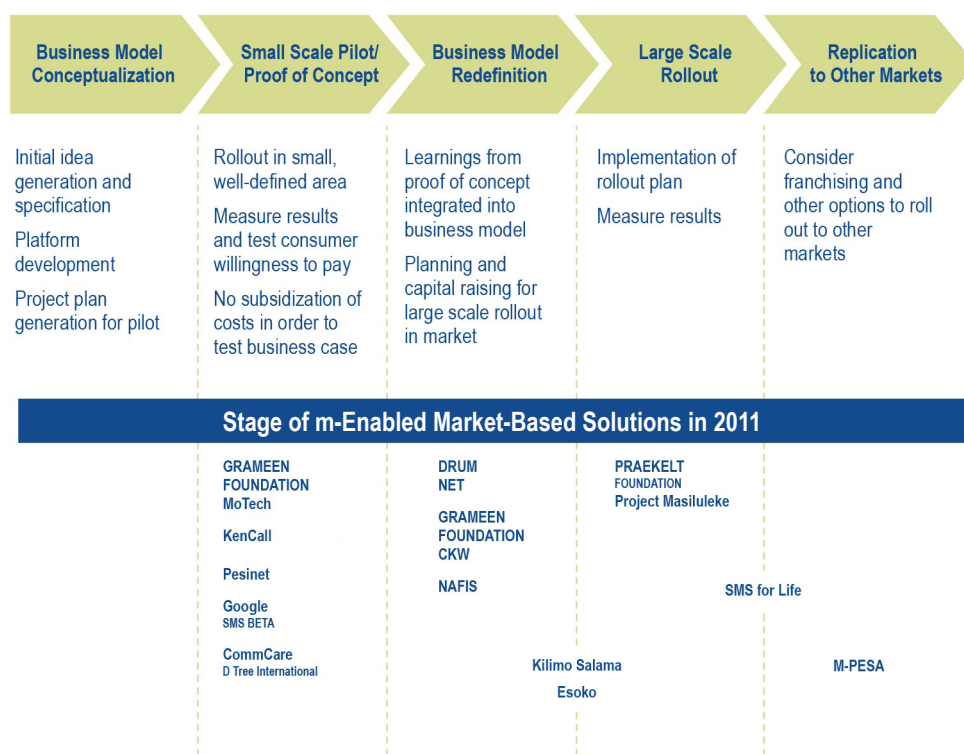 Business Model
Conceptualization
Small Scale Pilot/
Proof of Concept
Business Model
Redefinition
Large Scale
Rollout
Replication
to Other Markets
Initial idea
generation and
specification
Platform
development
Project plan
generation for pilot
Rollout in small,
well-defined area
Measure results
and test consumer
willingness to pay
No subsidization of
costs in order to
test business case
Learnings from
proof of concept
integrated into
business model
Planning and
capital raising for
large scale rollout
in market
Implementation of
rollout plan
Measure results
Consider
franchising and
other options to roll
out to other
markets
Stage of m-Enabled Market-Based Solutions in 2011
GRAMEEN
FOUNDATION
MoTech
KenCall
Pesinet
Google
SMS BETA
CommCare
D Tree International
DRUM
NET
GRAMEEN
FOUNDATION
CKW
NAFIS
Kilimo Salama
Esoko
PRAEKELT
FOUNDATION
Project Masiluleke
SMS for Life
M-PESA